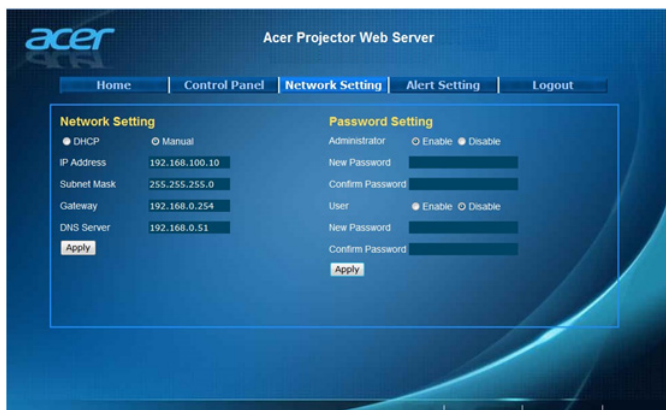 acer
Acer Projector Web Server
Home
Control Panel
Network Setting
Alert Setting
Logout
Network Setting
DHCP
Manual
IP Address
192.168.100.10
Subnet Mask
255.255.255.0
Gateway
192.168.0.254
DNS Server
192.168.0.51
Apply
Password Setting
Administrator
Enable
Disable
New Password
Confirm Password
User
Enable
Disable
New Password
Confirm Password
Apply